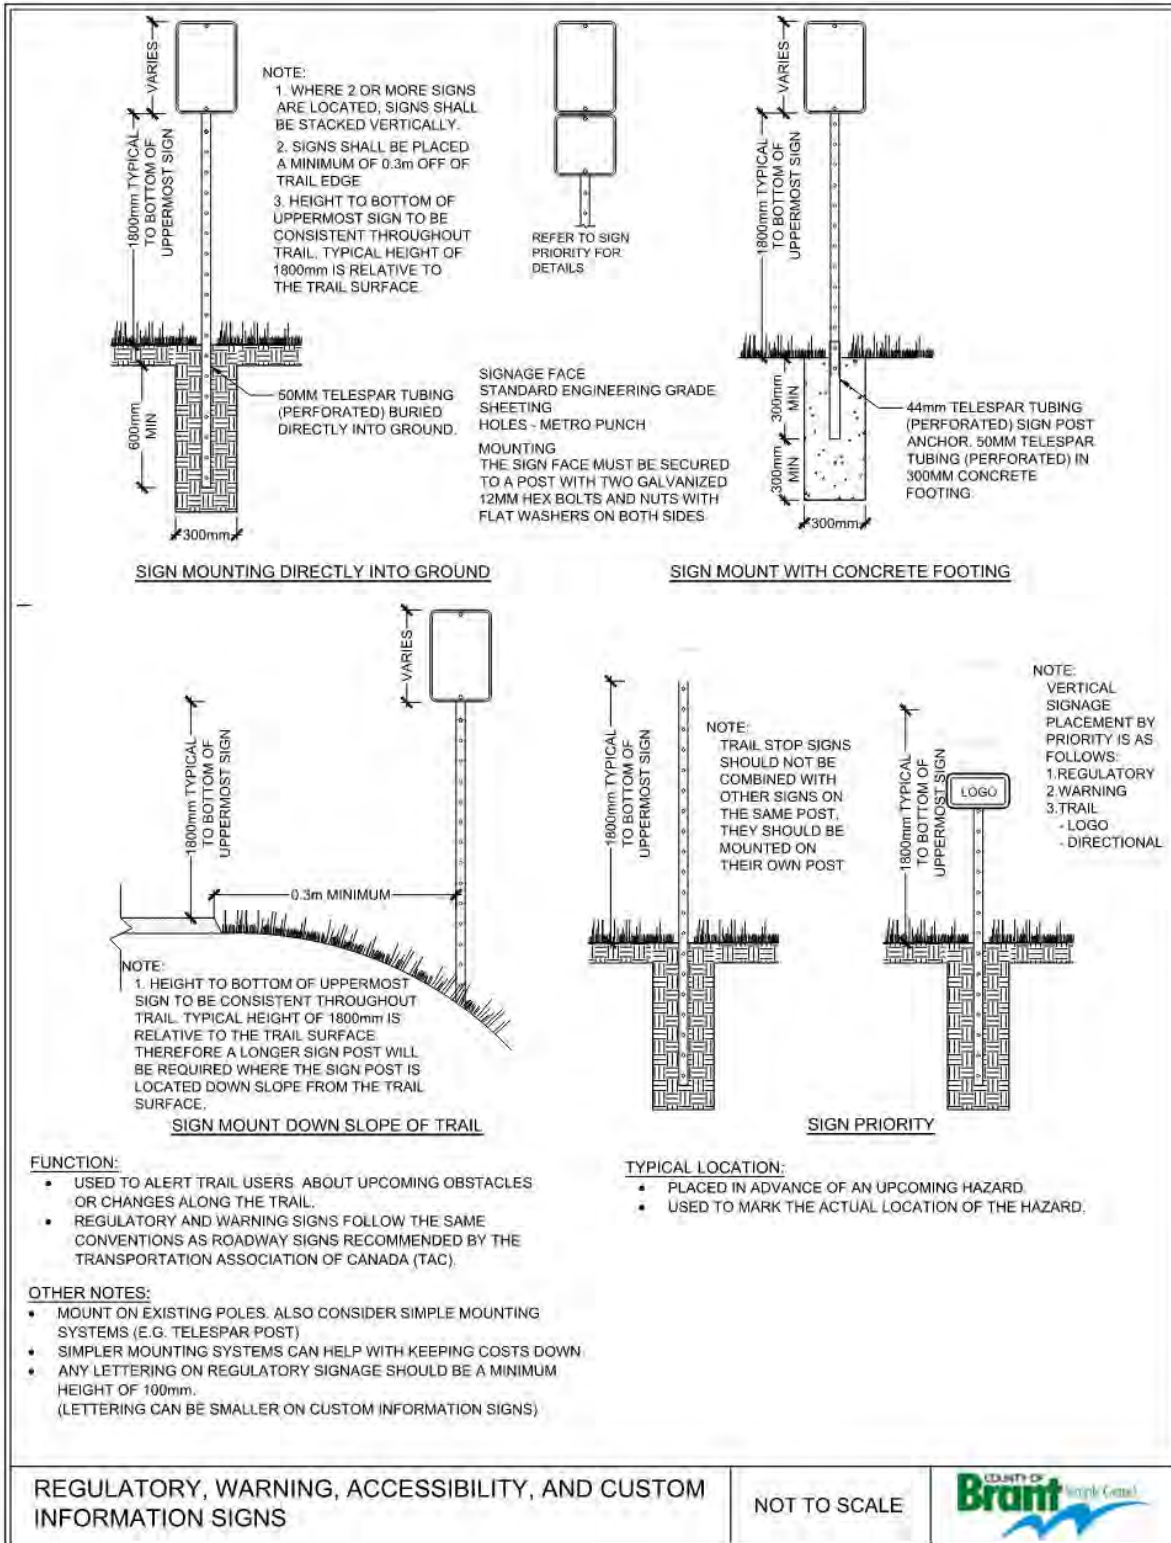 VARIES
1800mm TYPICAL
TO BOTTOM OF
UPPERMOST SIGN
NOTE:
1. WHERE 2 OR MORE SIGNS
ARE LOCATED, SIGNS SHALL
BE STACKED VERTICALLY.
2. SIGNS SHALL BE PLACED
A MINIMUM OF 0.3m OFF OF
TRAIL EDGE
3. HEIGHT TO BOTTOM OF
UPPERMOST SIGN TO BE
CONSISTENT THROUGHOUT
TRAIL. TYPICAL HEIGHT OF
1800mm IS RELATIVE TO
THE TRAIL SURFACE.
600mm
MIN
50MM TELESPAR TUBING
(PERFORATED) BURIED
DIRECTLY INTO GROUND.
300mm
SIGN MOUNTING DIRECTLY INTO GROUND
REFER TO SIGN
PRIORITY FOR
DETAILS
SIGNAGE FACE
STANDARD ENGINEERING GRADE
SHEETING
HOLES - METRO PUNCH
MOUNTING
THE SIGN FACE MUST BE SECURED
TO A POST WITH TWO GALVANIZED
12MM HEX BOLTS AND NUTS WITH
FLAT WASHERS ON BOTH SIDES
VARIES
1800mm TYPICAL
TO BOTTOM OF
UPPERMOST SIGN
300mm
MIN
300mm
MIN
44mm TELESPAR TUBING
(PERFORATED) SIGN POST
ANCHOR. 50MM TELESPAR
TUBING (PERFORATED) IN
300MM CONCRETE
FOOTING.
300mm
SIGN MOUNT WITH CONCRETE FOOTING
VARIES
1800mm TYPICAL
TO BOTTOM OF
UPPERMOST SIGN
0.3m MINIMUM
NOTE:
1. HEIGHT TO BOTTOM OF UPPERMOST
SIGN TO BE CONSISTENT THROUGHOUT
TRAIL. TYPICAL HEIGHT OF 1800mm IS
RELATIVE TO THE TRAIL SURFACE
THEREFORE A LONGER SIGN POST WILL
BE REQUIRED WHERE THE SIGN POST IS
LOCATED DOWN SLOPE FROM THE TRAIL
SURFACE.
SIGN MOUNT DOWN SLOPE OF TRAIL
1800mm TYPICAL
TO BOTTOM OF
UPPERMOST SIGN
NOTE:
TRAIL STOP SIGNS
SHOULD NOT BE
COMBINED WITH
OTHER SIGNS ON
THE SAME POST.
THEY SHOULD BE
MOUNTED ON
THEIR OWN POST
1800mm TYPICAL
TO BOTTOM OF
UPPERMOST SIGN
LOGO
NOTE:
VERTICAL
SIGNAGE
PLACEMENT BY
PRIORITY IS AS
FOLLOWS:
1.REGULATORY
2.WARNING
3.TRAIL
- LOGO
- DIRECTIONAL
SIGN PRIORITY
FUNCTION:
• USED TO ALERT TRAIL USERS ABOUT UPCOMING OBSTACLES
OR CHANGES ALONG THE TRAIL.
• REGULATORY AND WARNING SIGNS FOLLOW THE SAME
CONVENTIONS AS ROADWAY SIGNS RECOMMENDED BY THE
TRANSPORTATION ASSOCIATION OF CANADA (TAC).
TYPICAL LOCATION:
• PLACED IN ADVANCE OF AN UPCOMING HAZARD.
• USED TO MARK THE ACTUAL LOCATION OF THE HAZARD.
OTHER NOTES:
• MOUNT ON EXISTING POLES. ALSO CONSIDER SIMPLE MOUNTING
SYSTEMS (E.G. TELESPAR POST)
• SIMPLER MOUNTING SYSTEMS CAN HELP WITH KEEPING COSTS DOWN.
• ANY LETTERING ON REGULATORY SIGNAGE SHOULD BE A MINIMUM
HEIGHT OF 100mm.
(LETTERING CAN BE SMALLER ON CUSTOM INFORMATION SIGNS)
REGULATORY, WARNING, ACCESSIBILITY, AND CUSTOM
INFORMATION SIGNS
NOT TO SCALE
COUNTY OF
Brant Simply Grand